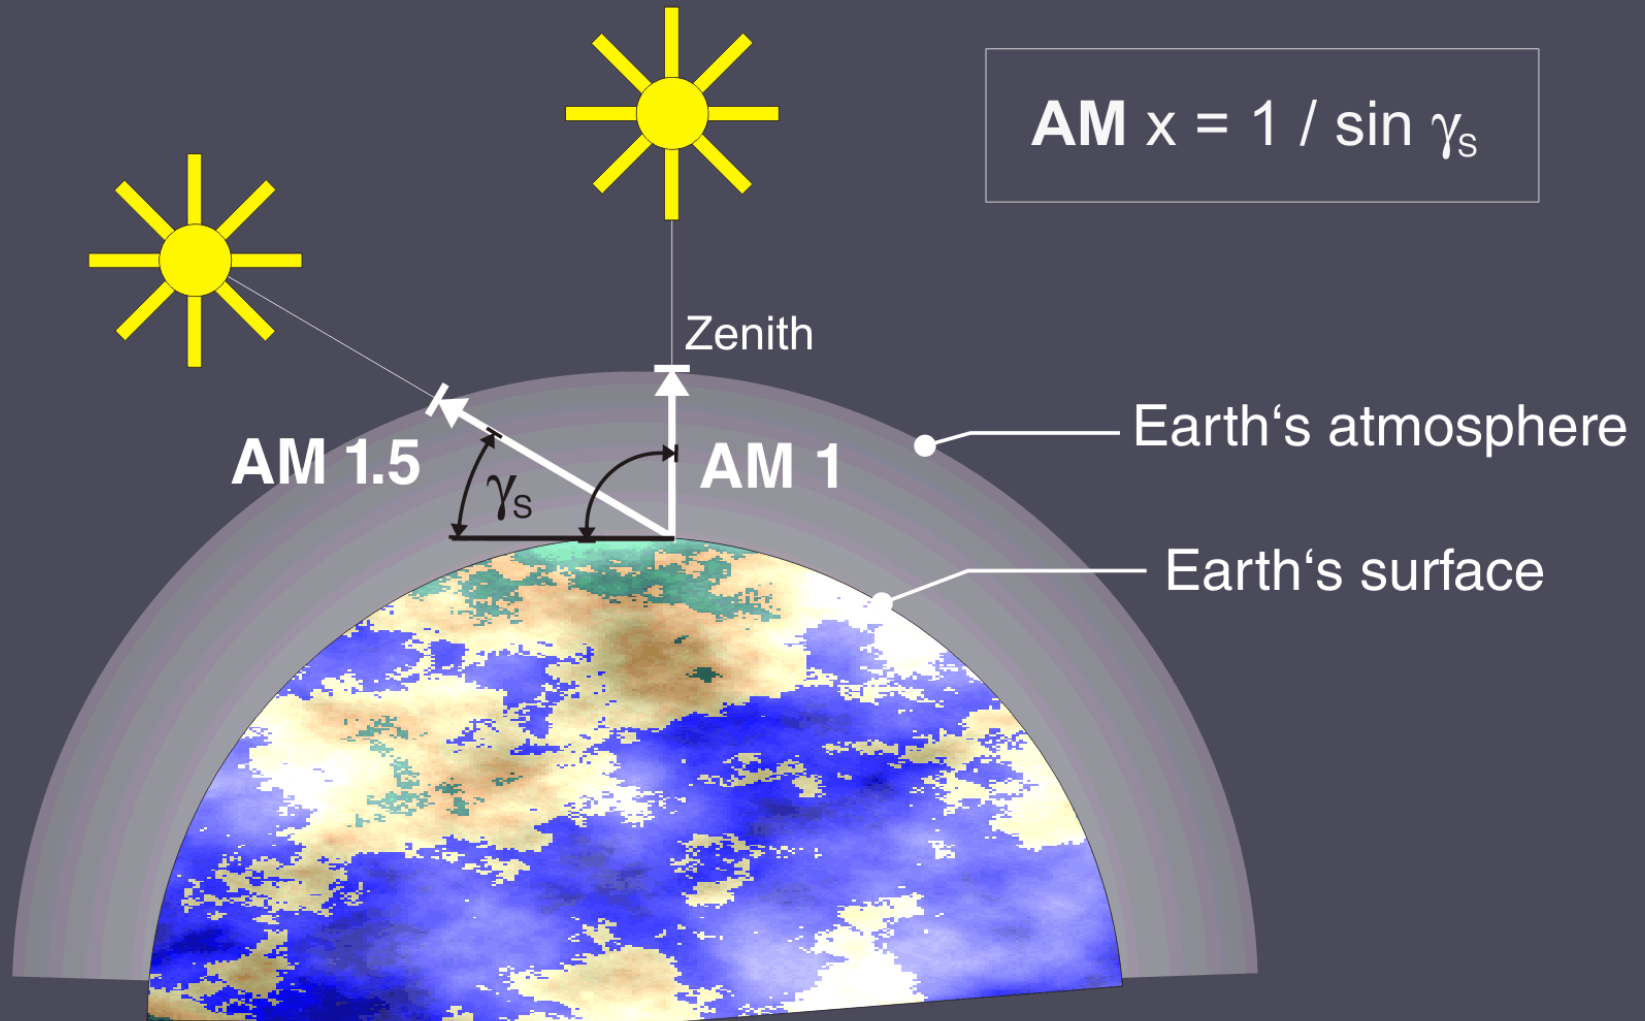 AM x = 1 / sin γs
Zenith
Earth‘s atmosphere
AM 1.5
AM 1
γs
Earth‘s surface